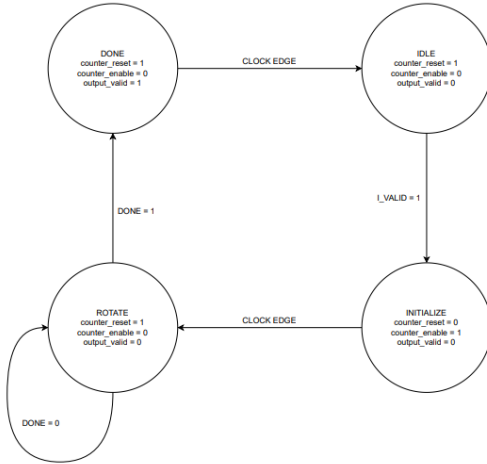 DONE
counter_reset = 1
counter_enable = 0
output_valid = 1
CLOCK EDGE
IDLE
counter_reset = 1
counter_enable = 0
output_valid = 0
DONE = 1
I_VALID = 1
ROTATE
counter_reset = 1
counter_enable = 0
output_valid = 0
CLOCK EDGE
INITIALIZE
counter_reset = 0
counter_enable = 1
output_valid = 0
DONE = 0